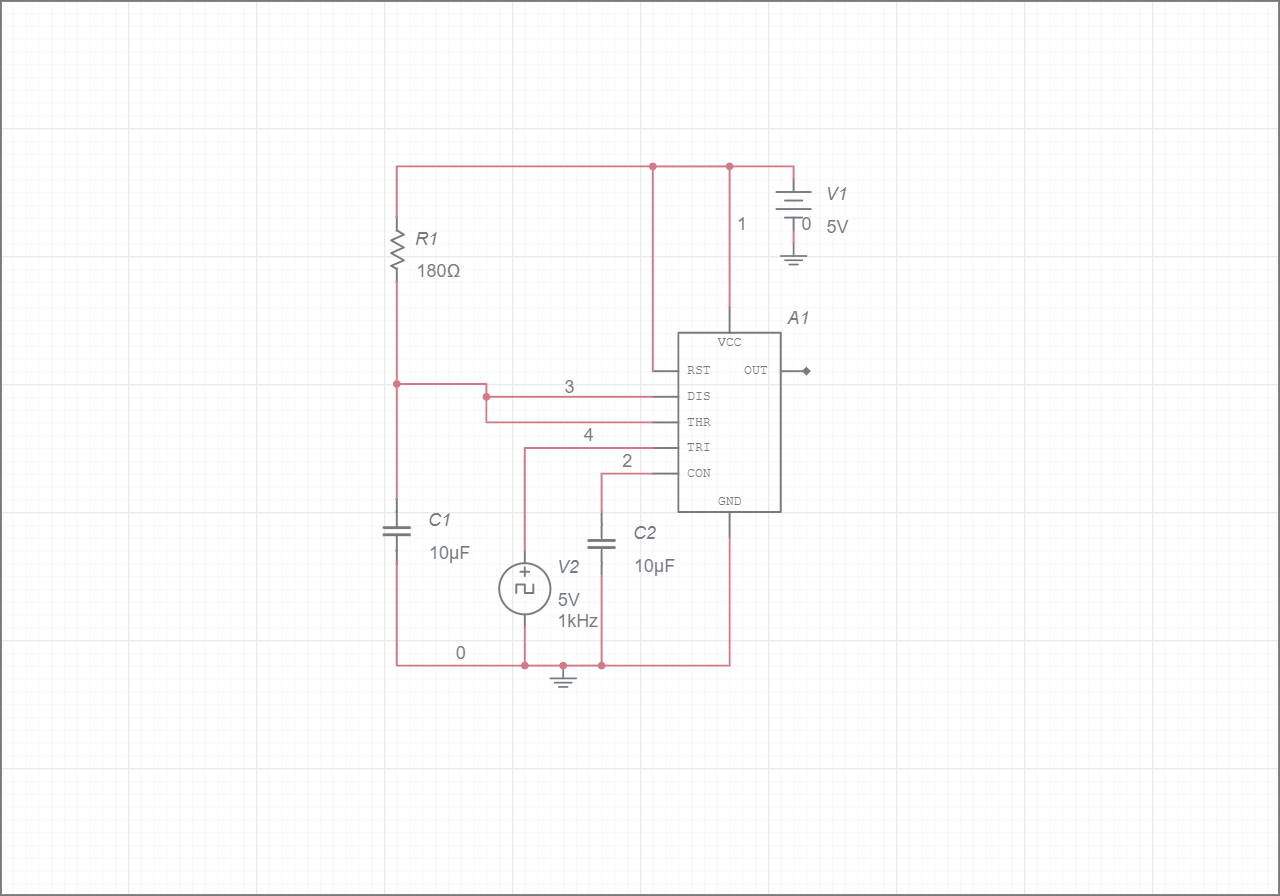 V1
1
0
5V
R1
180Ω
A1
VCC
RST
OUT
3
DIS
THR
4
TRI
2
CON
GND
C1
10µF
C2
10µF
V2
5V
1kHz
0